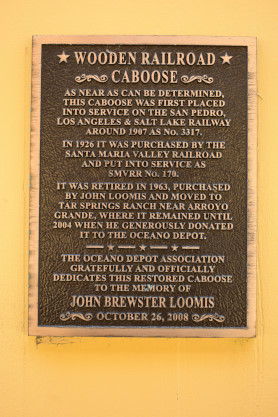 ★ WOODEN RAILROAD ★
CABOOSE
AS NEAR AS CAN BE DETERMINED,
THIS CABOOSE WAS FIRST PLACED
INTO SERVICE ON THE SAN PEDRO,
LOS ANGELES & SALT LAKE RAILWAY
AROUND 1907 AS No. 3317.
IN 1926 IT WAS PURCHASED BY THE
SANTA MARIA VALLEY RAILROAD
AND PUT INTO SERVICE AS
SMVRR No. 170.
IT WAS RETIRED IN 1963, PURCHASED
BY JOHN LOOMIS AND MOVED TO
TAR SPRINGS RANCH NEAR ARROYO
GRANDE, WHERE IT REMAINED UNTIL
2004 WHEN HE GENEROUSLY DONATED
IT TO THE OCEANO DEPOT.
THE OCEANO DEPOT ASSOCIATION
GRATEFULLY AND OFFICIALLY
DEDICATES THIS RESTORED CABOOSE
TO THE MEMORY OF
JOHN BREWSTER LOOMIS
OCTOBER 26, 2008